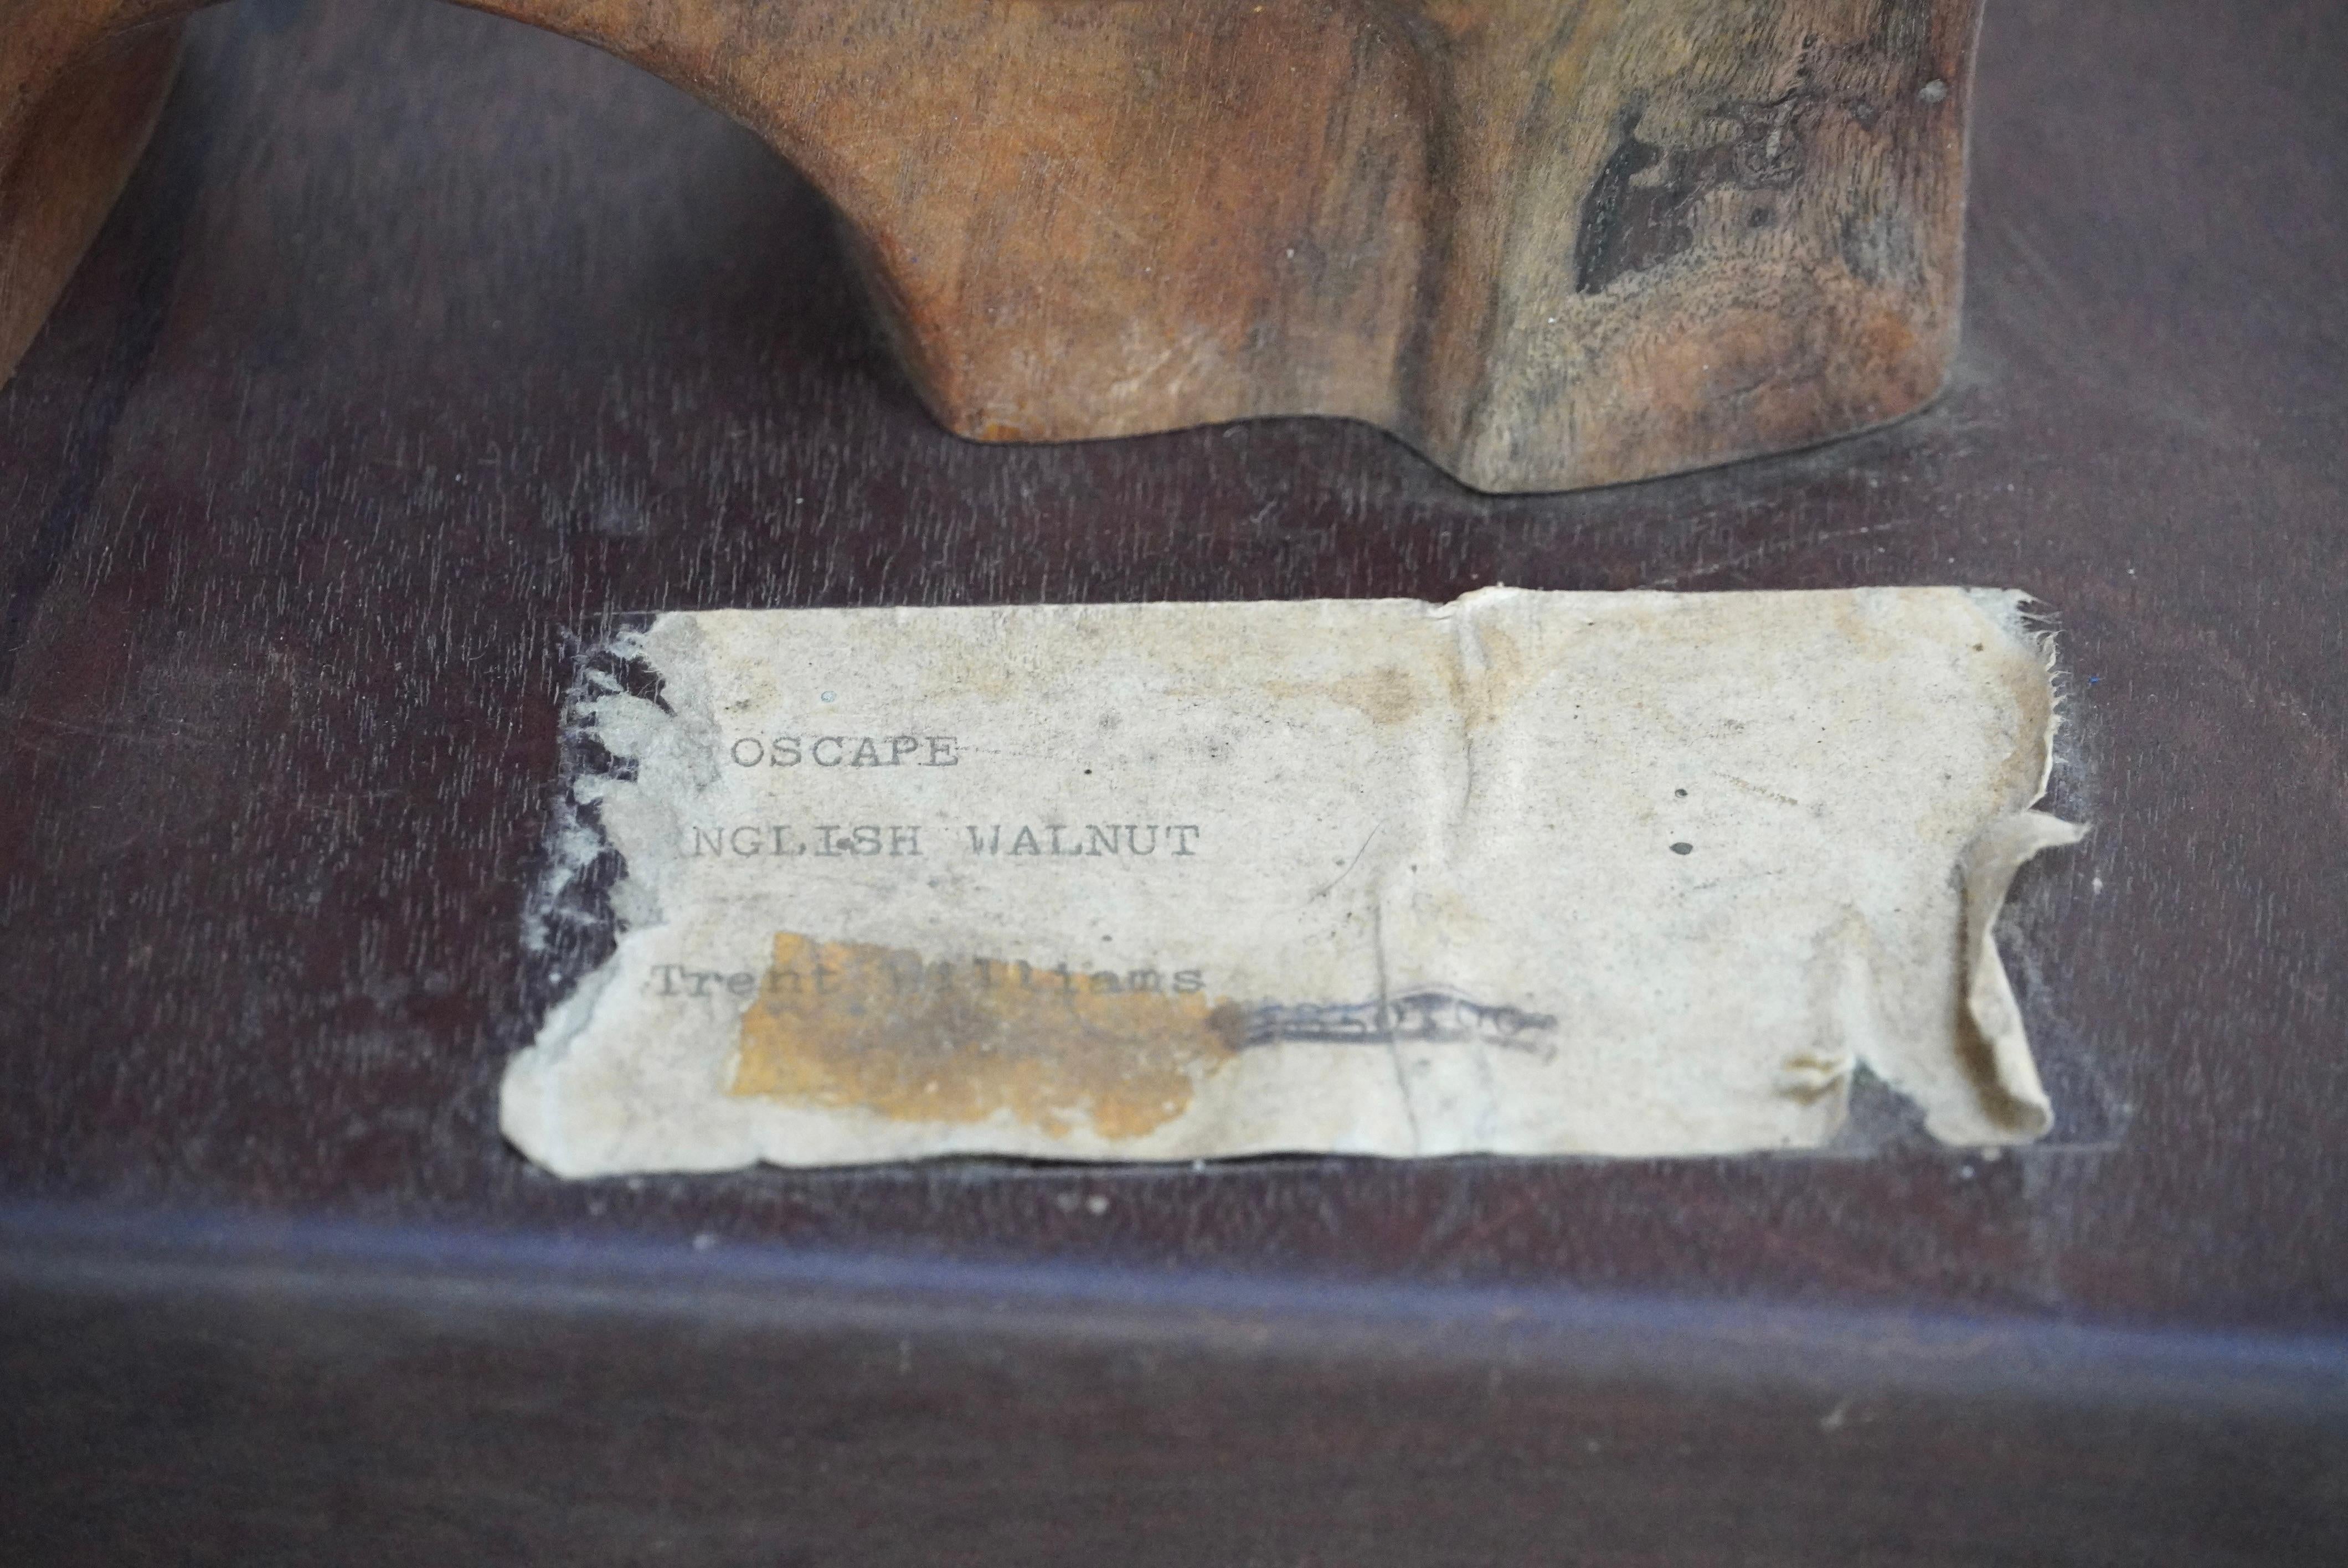 OSCAPE
NGLISH WALNUT
Trent Williams